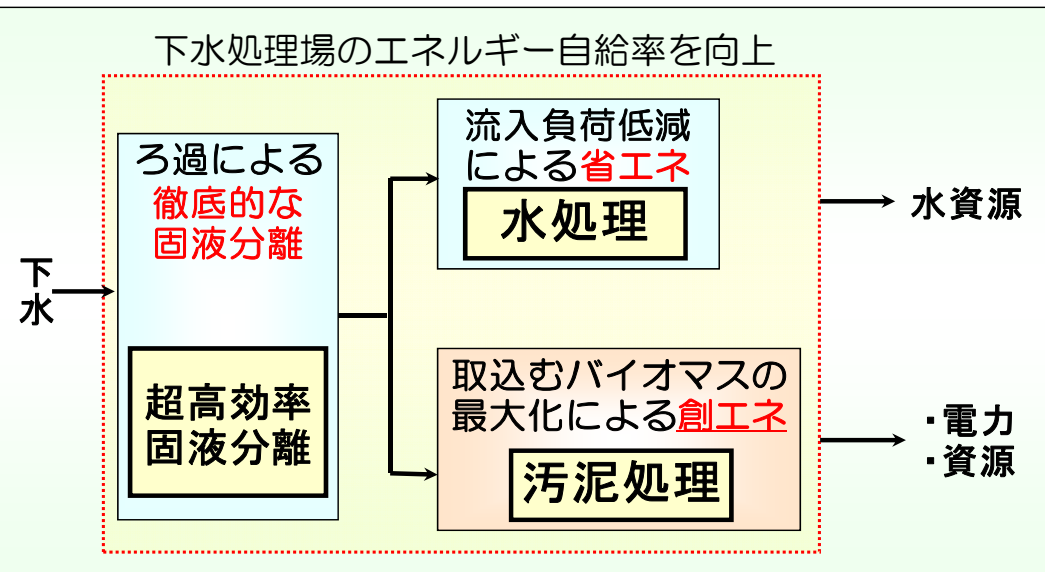 下水処理場のエネルギー自給率を向上
下
水
ろ過による
徹底的な
固液分離
超高効率
固液分離
流入負荷低減
による省エネ
水処理
取込むバイオマスの
最大化による創エネ
汚泥処理
水資源
・電力
・資源